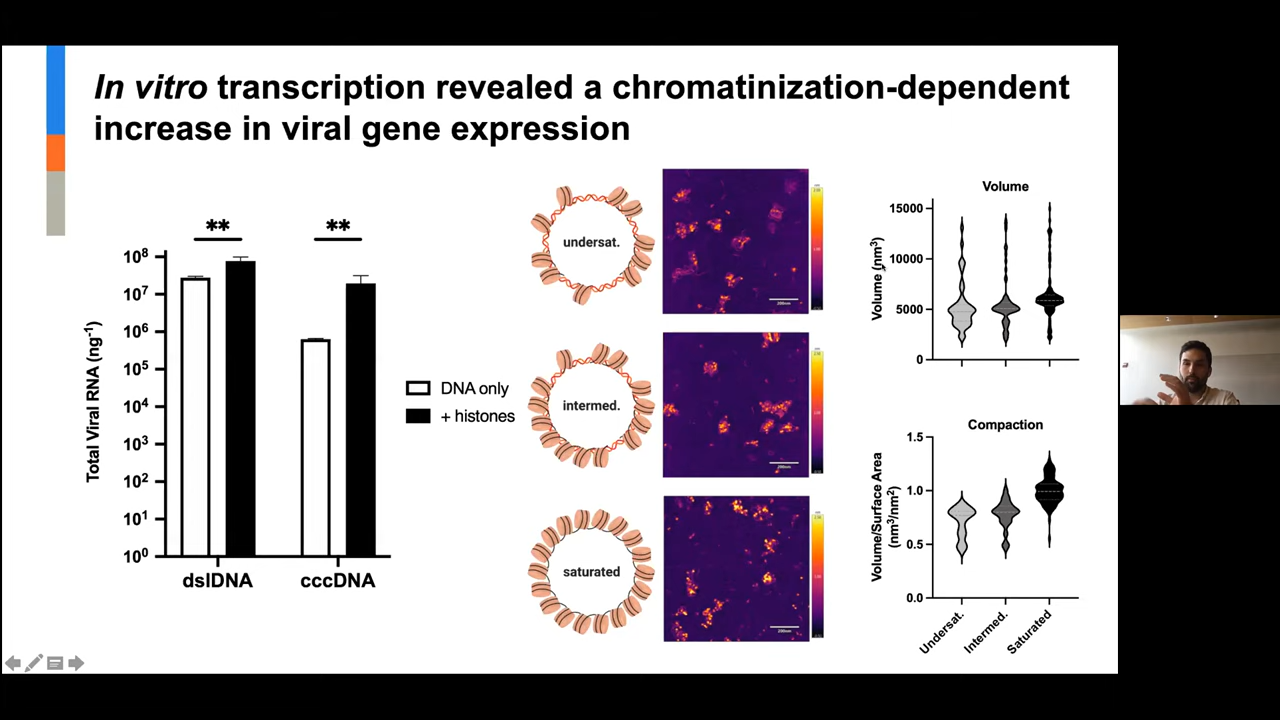 In vitro transcription revealed a chromatinization-dependent
increase in viral gene expression
Total Viral RNA (ng-1)
10⁸
10⁷
10⁶
10⁵
10⁴
10³
10²
10¹
10⁰
**
**
dslDNA
cccDNA
DNA only
+ histones
undersat.
intermed.
saturated
200nm
200nm
200nm
Volume
Volume (nm³)
15000
10000
5000
0
Compaction
Volume/Surface Area
(nm³/nm²)
1.5
1.0
0.5
0.0
Undersat.
Intermed.
Saturated